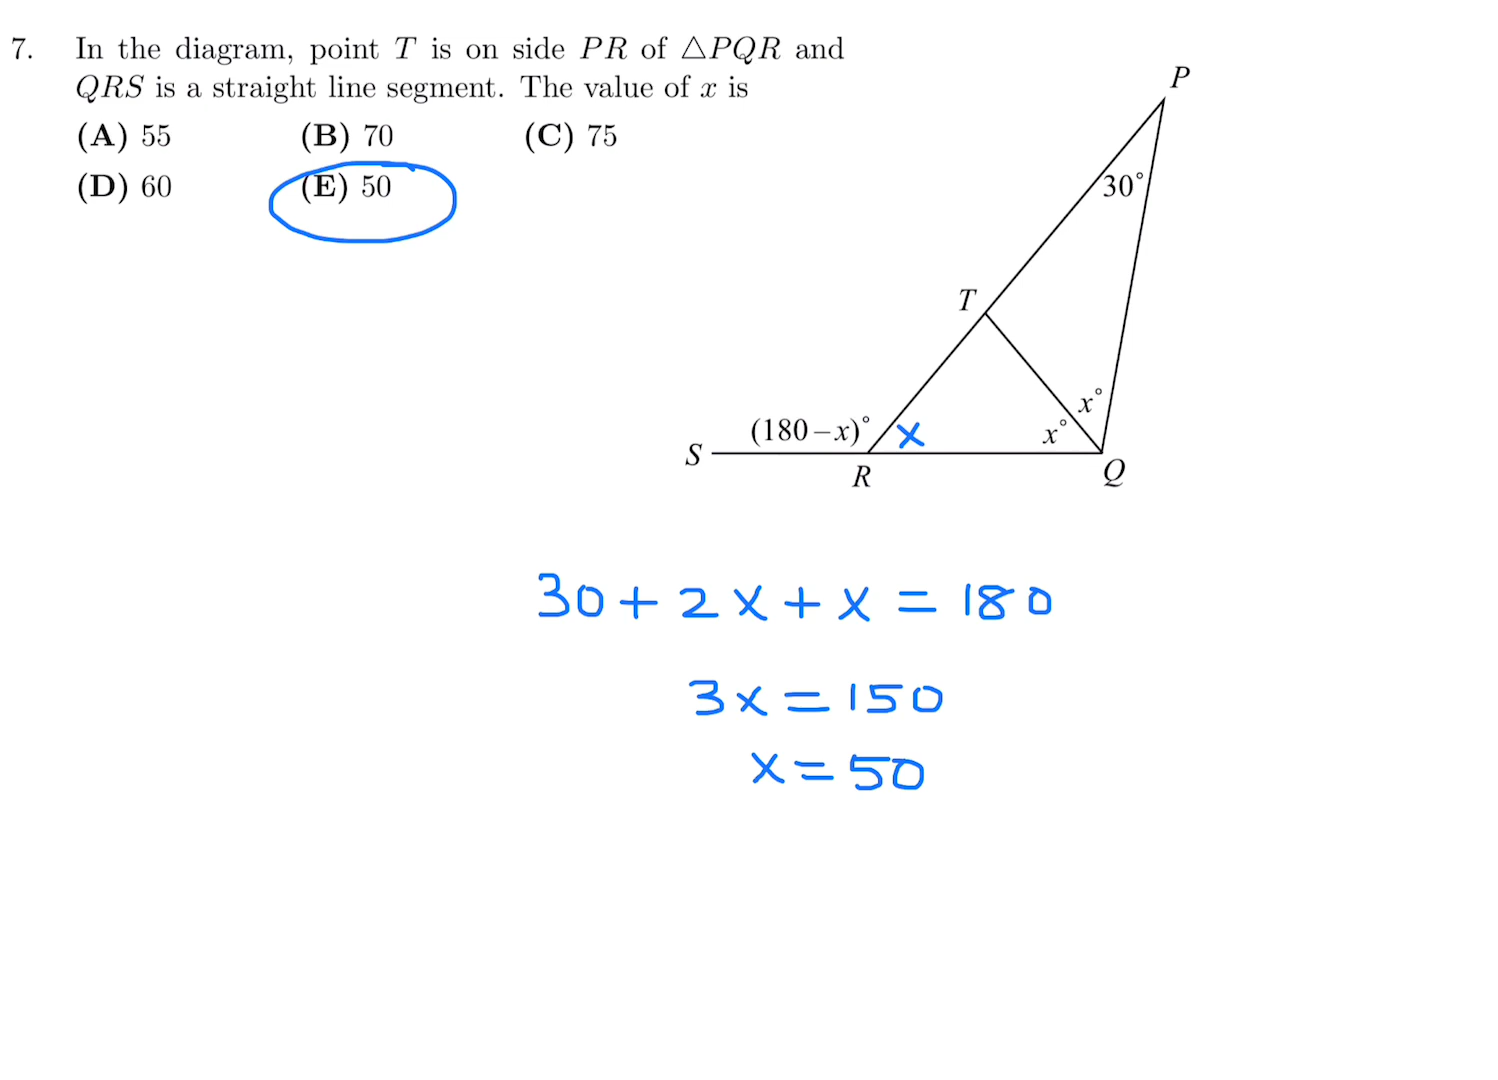 7. In the diagram, point T is on side PR of △PQR and
QRS is a straight line segment. The value of x is
(A) 55 (B) 70 (C) 75
(D) 60 (E) 50
P
30°
T
x°
(180−x)° x x°
S
R Q
30 + 2x + x = 180
3x = 150
x = 50